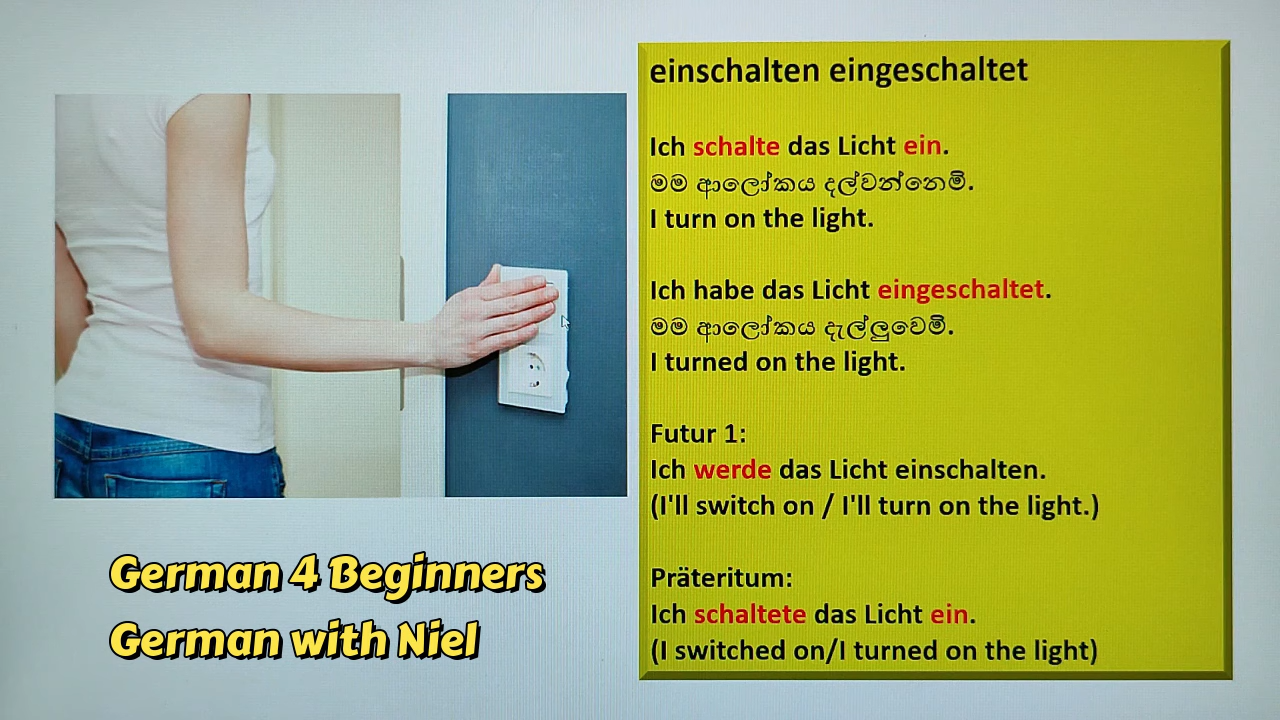 einschalten eingeschaltet
Ich schalte das Licht ein.
මම ආලෝකය දල්වන්නෙමි.
I turn on the light.
Ich habe das Licht eingeschaltet.
මම ආලෝකය දැල්ලුවෙමි.
I turned on the light.
Futur 1:
Ich werde das Licht einschalten.
(I'll switch on / I'll turn on the light.)
Präteritum:
Ich schaltete das Licht ein.
(I switched on/I turned on the light)
German 4 Beginners
German with Niel